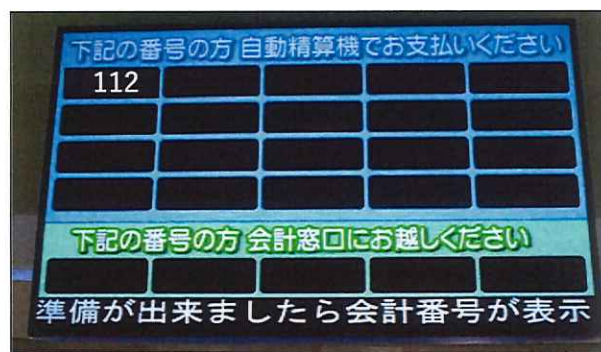 下記の番号の方 自動精算機でお支払いください
112
下記の番号の方 会計窓口にお越しください
準備が出来ましたら会計番号が表示